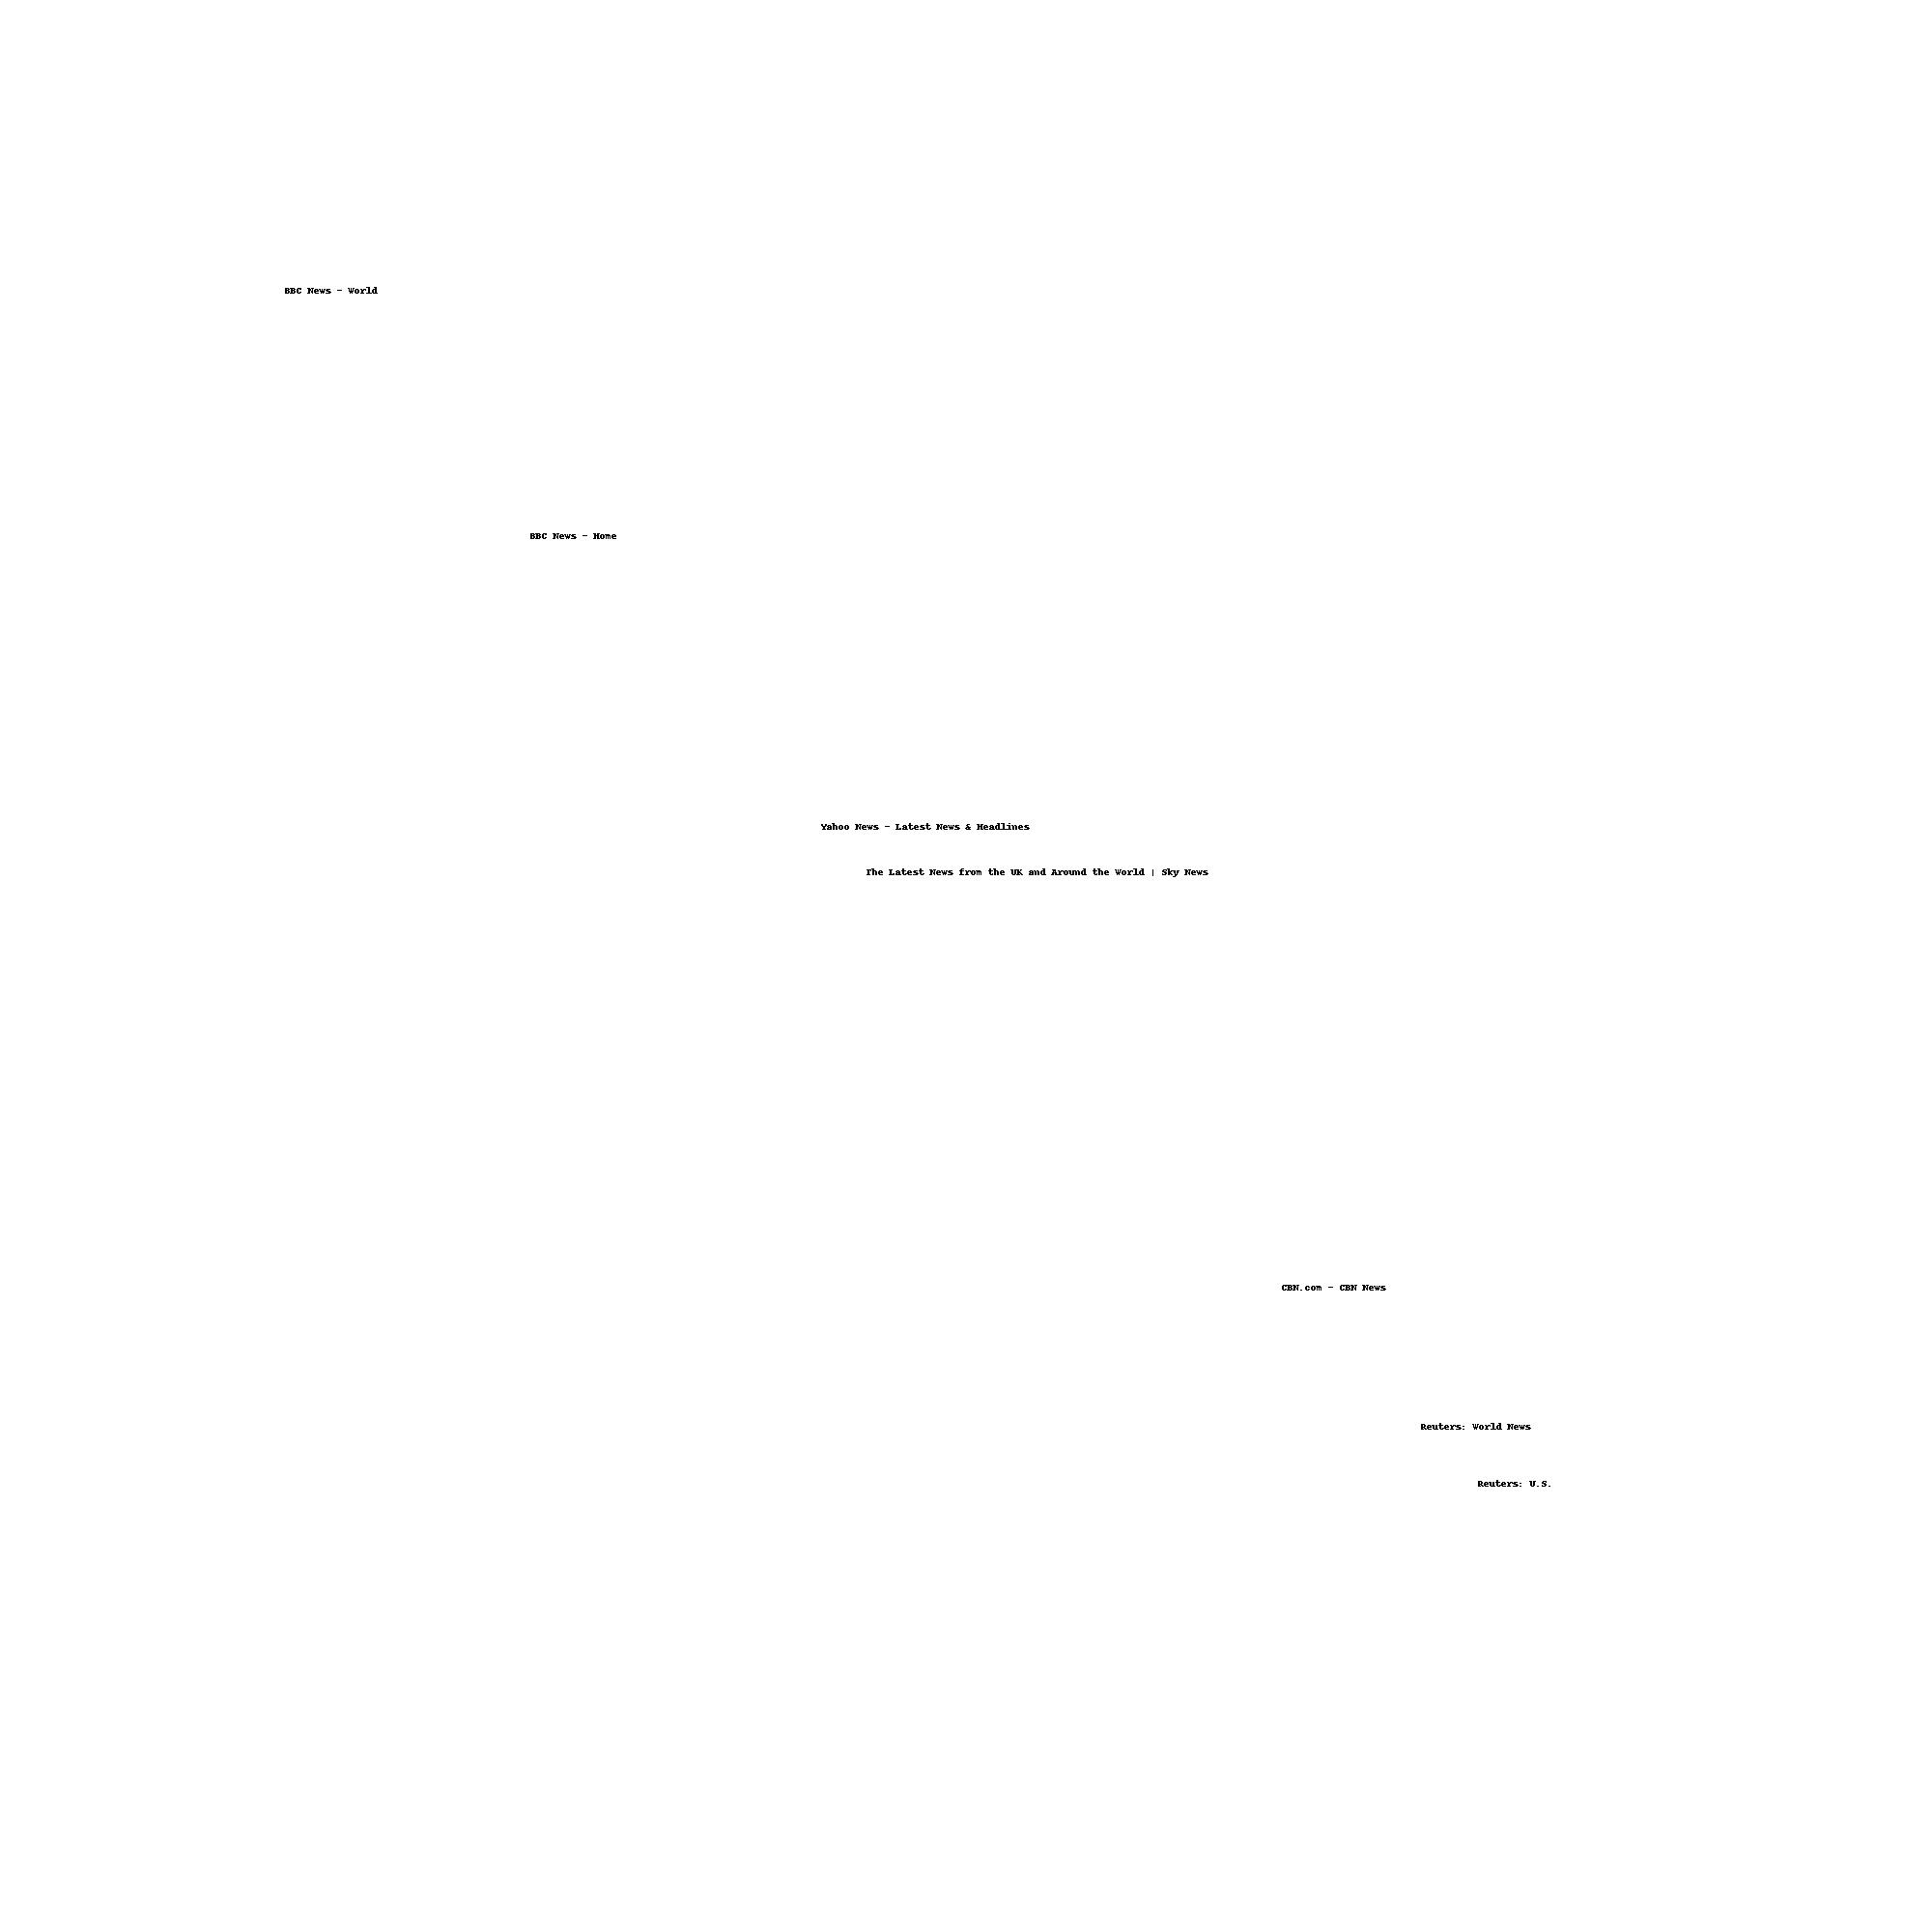 BBC News - World
BBC News - Home
Yahoo News - Latest News & Headlines
The Latest News from the UK and Around the World | Sky News
CBN.com - CBN News
Reuters: World News
Reuters: U.S.